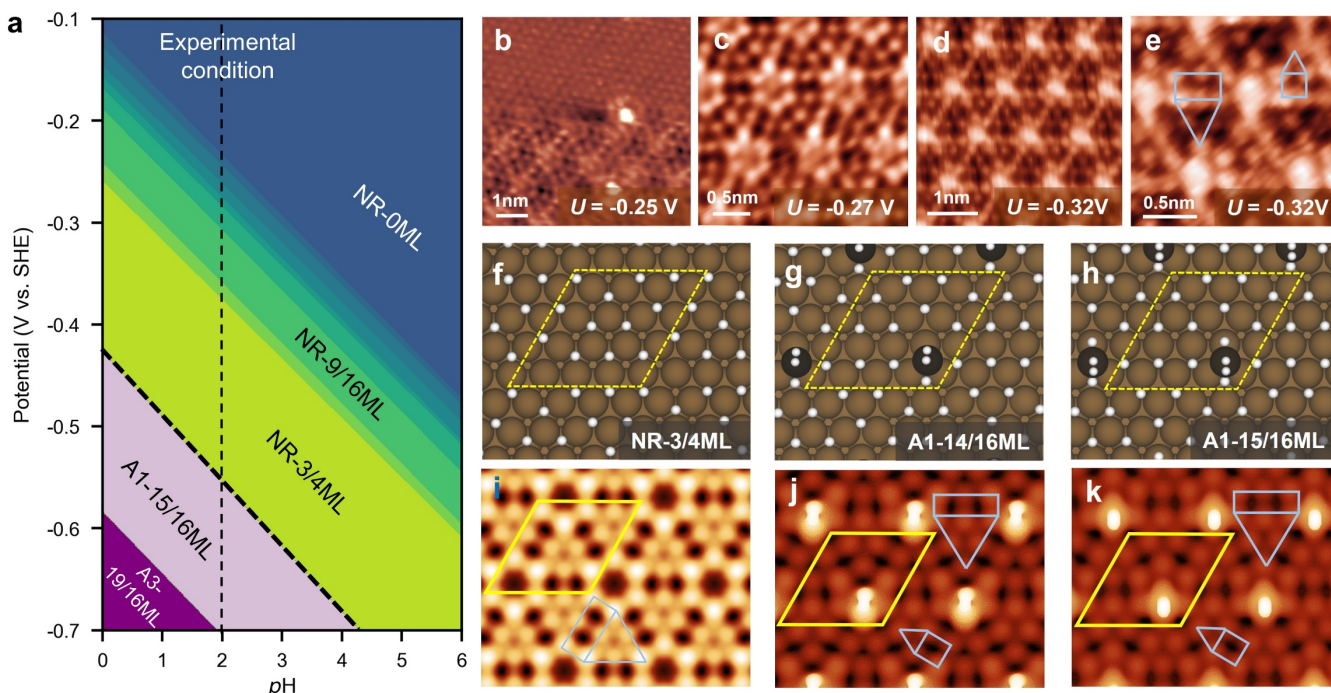 a
-0.1
-0.2
-0.3
-0.4
-0.5
-0.6
-0.7
Potential (V vs. SHE)
Experimental
condition
NR-0ML
NR-9/16ML
NR-3/4ML
A1-15/16ML
A3-
19/16ML
0 1 2 3 4 5 6
pH
b
1nm
U = -0.25 V
c
0.5nm
U = -0.27 V
d
1nm
U = -0.32V
e
0.5nm
U = -0.32V
f
NR-3/4ML
g
A1-14/16ML
h
A1-15/16ML
i
j
k